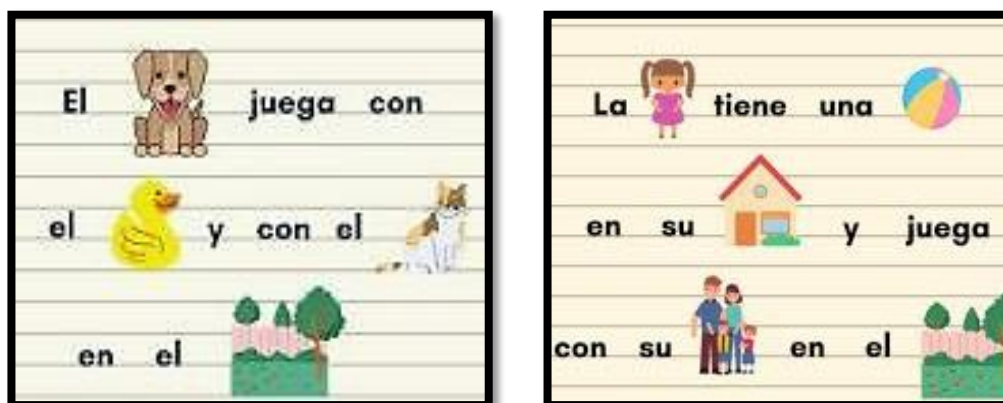 El juega con
el y con el
en el
La tiene una
en su y juega
con su en el